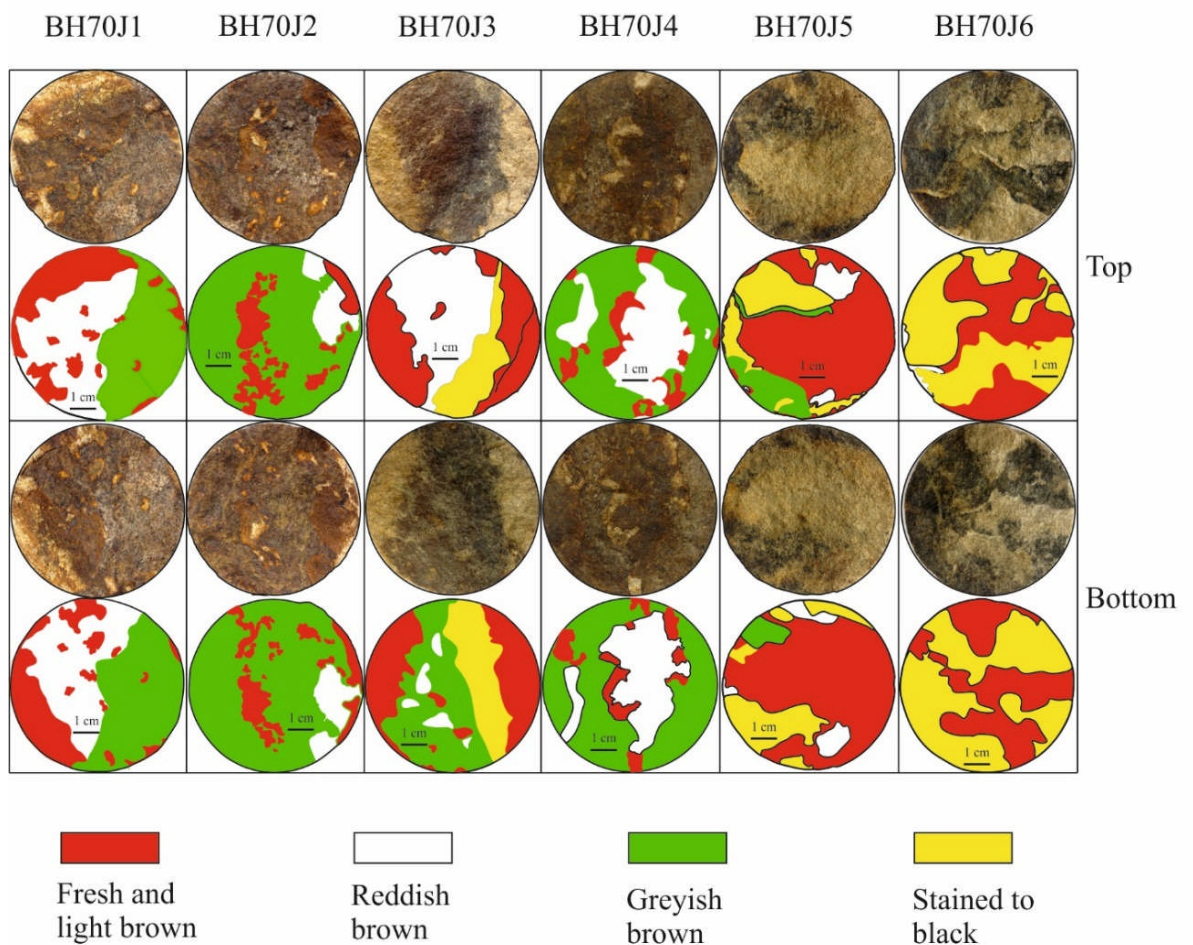 BH70J1 BH70J2 BH70J3 BH70J4 BH70J5 BH70J6
1 cm 1 cm 1 cm 1 cm 1 cm 1 cm
Top
1 cm 1 cm 1 cm 1 cm 1 cm 1 cm
Bottom
Fresh and light brown
Reddish brown
Greyish brown
Stained to black